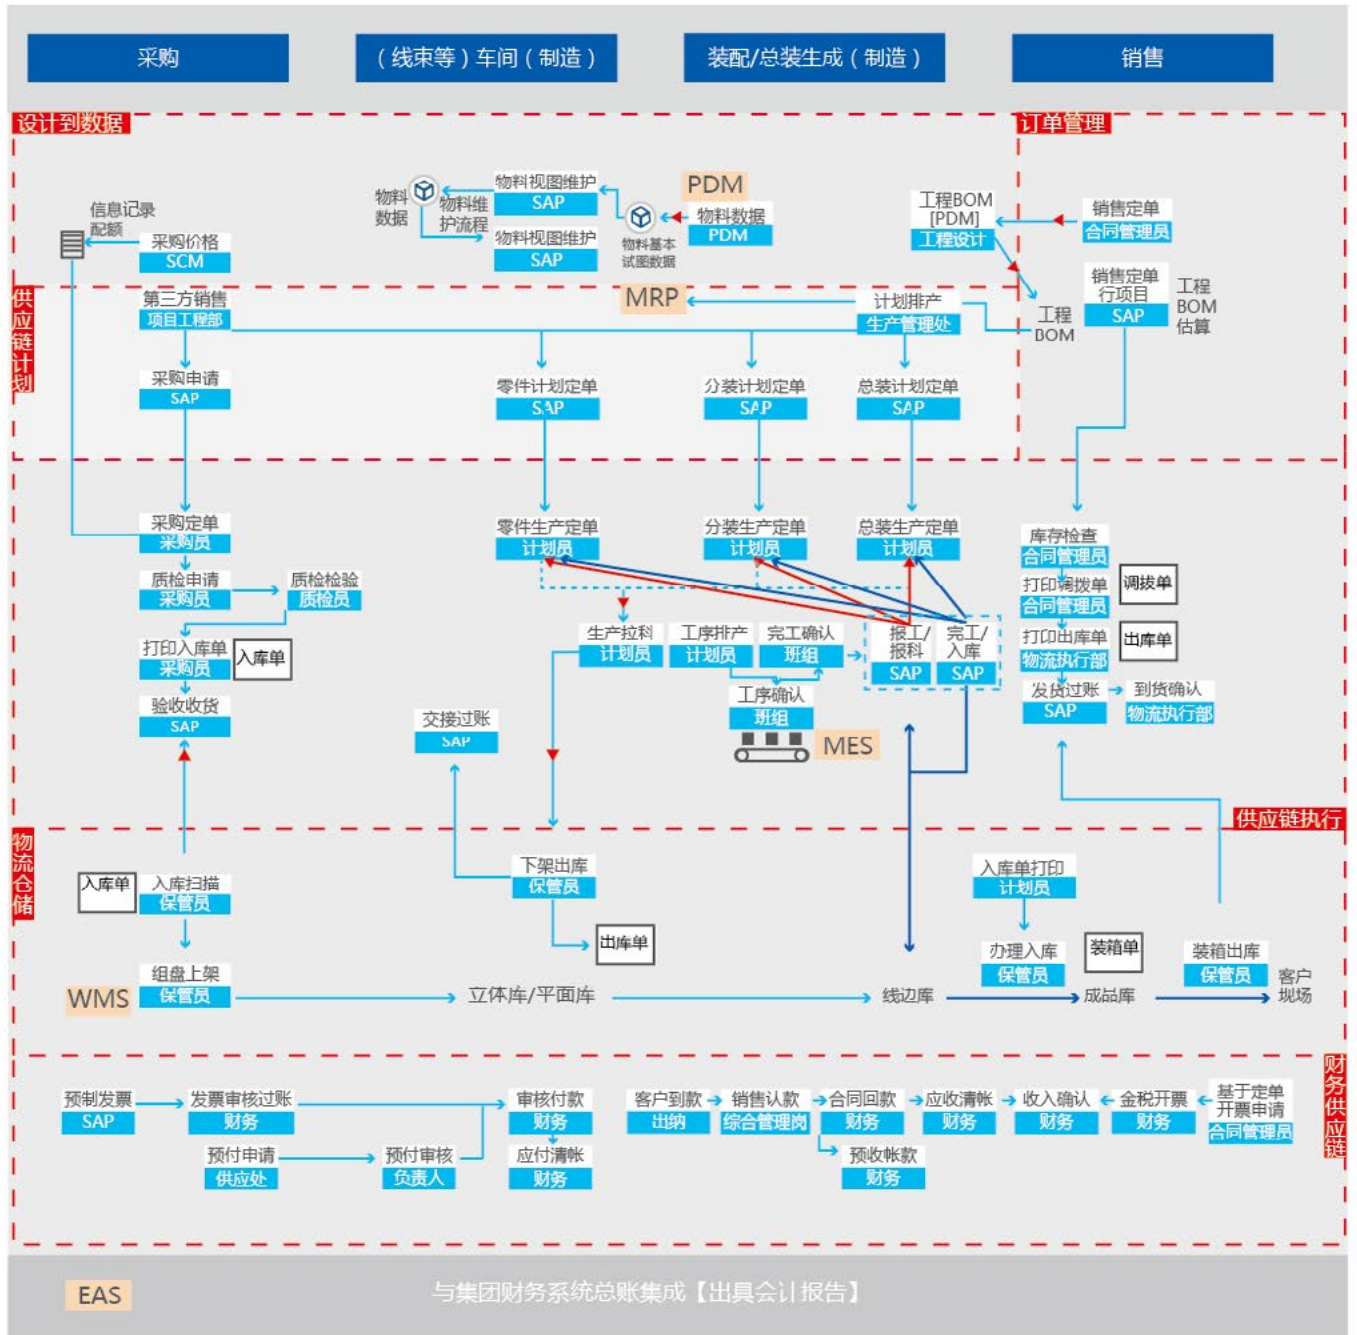 采购
（线束等）车间（制造）
装配/总装生成（制造）
销售
设计到数据
订单管理
信息记录
配额
采购价格
SCM
物料
数据
物料维
护流程
物料视图维护
SAP
物料视图维护
SAP
物料基本
试图数据
PDM
物料数据
PDM
工程BOM
[PDM]
工程设计
销售定单
合同管理员
销售定单
行项目
SAP
工程
BOM
估算
工程
BOM
供应链计划
第三方销售
项目工程部
MRP
计划排产
生产管理处
采购申请
SAP
零件计划定单
SAP
分装计划定单
SAP
总装计划定单
SAP
采购定单
采购员
零件生产定单
计划员
分装生产定单
计划员
总装生产定单
计划员
库存检查
合同管理员
质检申请
采购员
质检检验
质检员
打印调拨单
合同管理员
调拔单
打印入库单
采购员
入库单
生产拉科
计划员
工序排产
计划员
完工确认
班组
报工/
报科
SAP
完工/
入库
SAP
打印出库单
物流执行部
出库单
验收收货
SAP
交接过账
SAP
工序确认
班组
MES
发货过账
SAP
到货确认
物流执行部
供应链执行
物流仓储
入库单
入库扫描
保管员
下架出库
保管员
入库单打印
计划员
出库单
办理入库
保管员
装箱单
装箱出库
保管员
WMS
组盘上架
保管员
立体库/平面库
线边库
成品库
客户
现场
财务供应链
预制发票
SAP
发票审核过账
财务
审核付款
财务
客户到款
出纳
销售认款
综合管理岗
合同回款
财务
应收清帐
财务
收入确认
财务
金税开票
财务
基于定单
开票申请
合同管理员
预付申请
供应处
预付审核
负责人
应付清帐
财务
预收帐款
财务
EAS
与集团财务系统总账集成【出具会计报告】